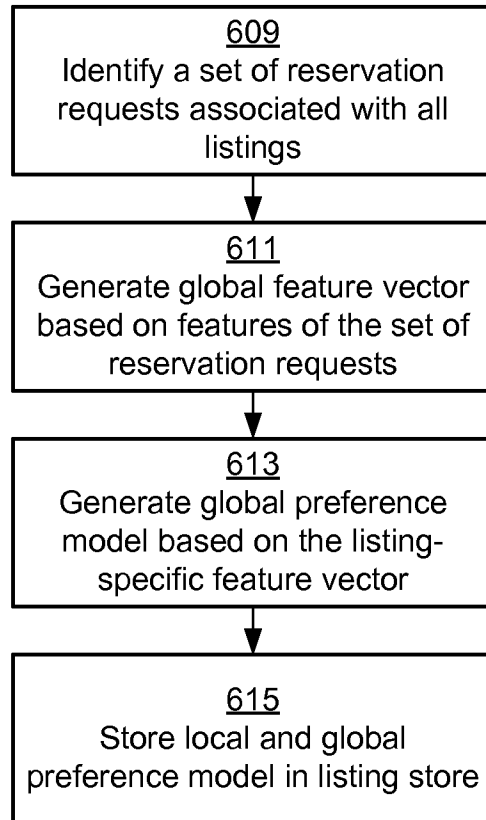 609
Identify a set of reservation
requests associated with all
listings
611
Generate global feature vector
based on features of the set of
reservation requests
613
Generate global preference
model based on the listing-
specific feature vector
615
Store local and global
preference model in listing store